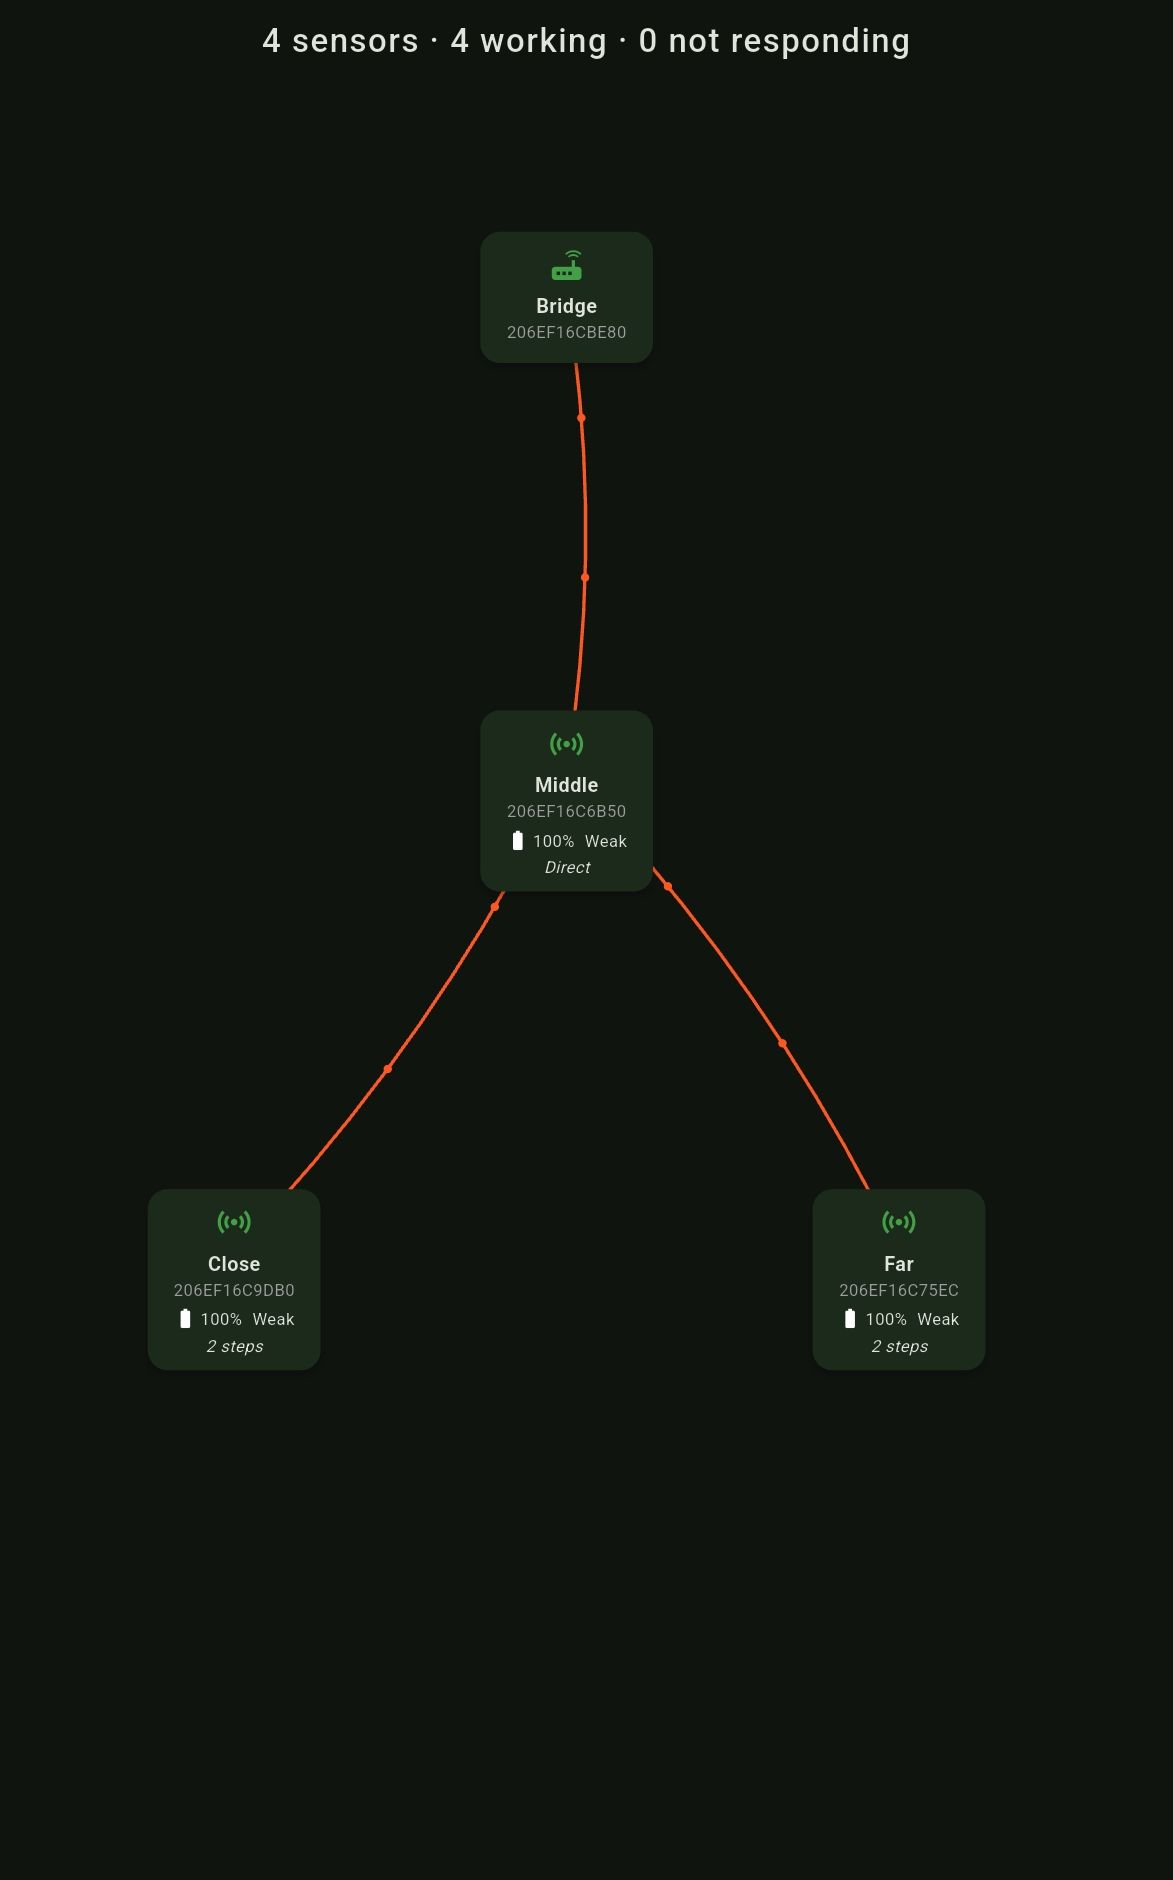 4 sensors · 4 working · 0 not responding
Bridge
206EF16CBE80
Middle
206EF16C6B50
100% Weak
Direct
Close
206EF16C9DB0
100% Weak
2 steps
Far
206EF16C75EC
100% Weak
2 steps